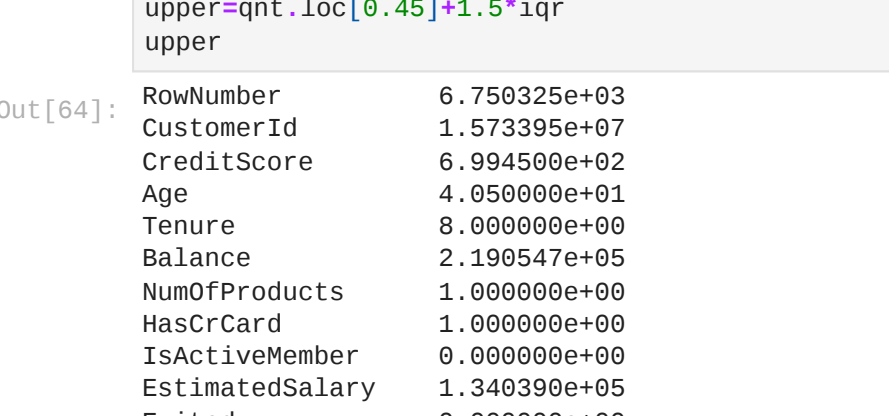 upper=qnt.loc[0.45]+1.5*iqr
upper
Out[64]:
RowNumber 6.750325e+03
CustomerId 1.573395e+07
CreditScore 6.994500e+02
Age 4.050000e+01
Tenure 8.000000e+00
Balance 2.190547e+05
NumOfProducts 1.000000e+00
HasCrCard 1.000000e+00
IsActiveMember 0.000000e+00
EstimatedSalary 1.340390e+05